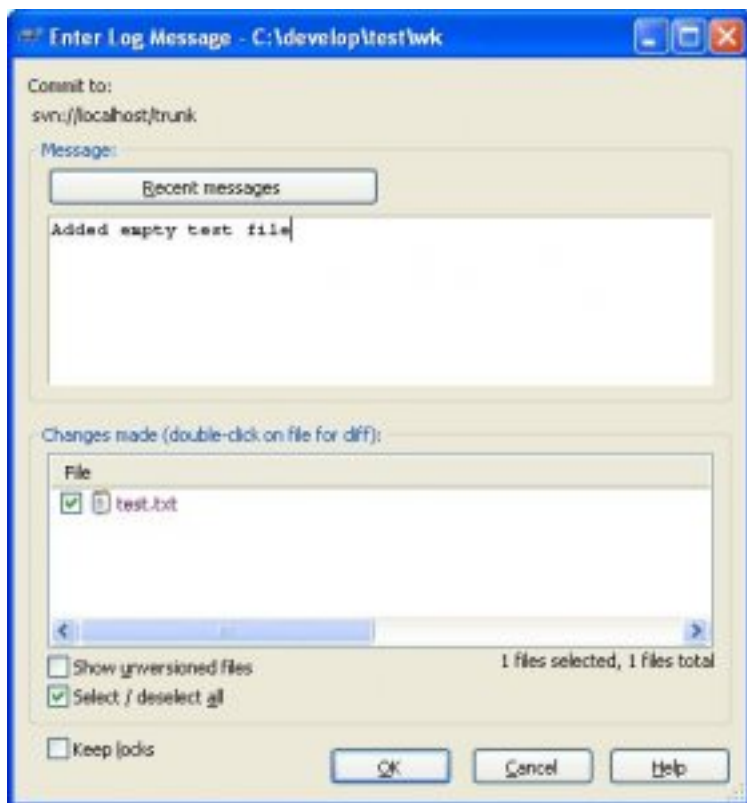 Enter Log Message - C:\develop\test\wk
Commit to:
svn://localhost/trunk
Message:
Recent messages
Added empty test file
Changes made (double-click on file for diff):
File
test.txt
Show unversioned files
1 files selected, 1 files total
Select / deselect all
Keep locks
OK
Cancel
Help